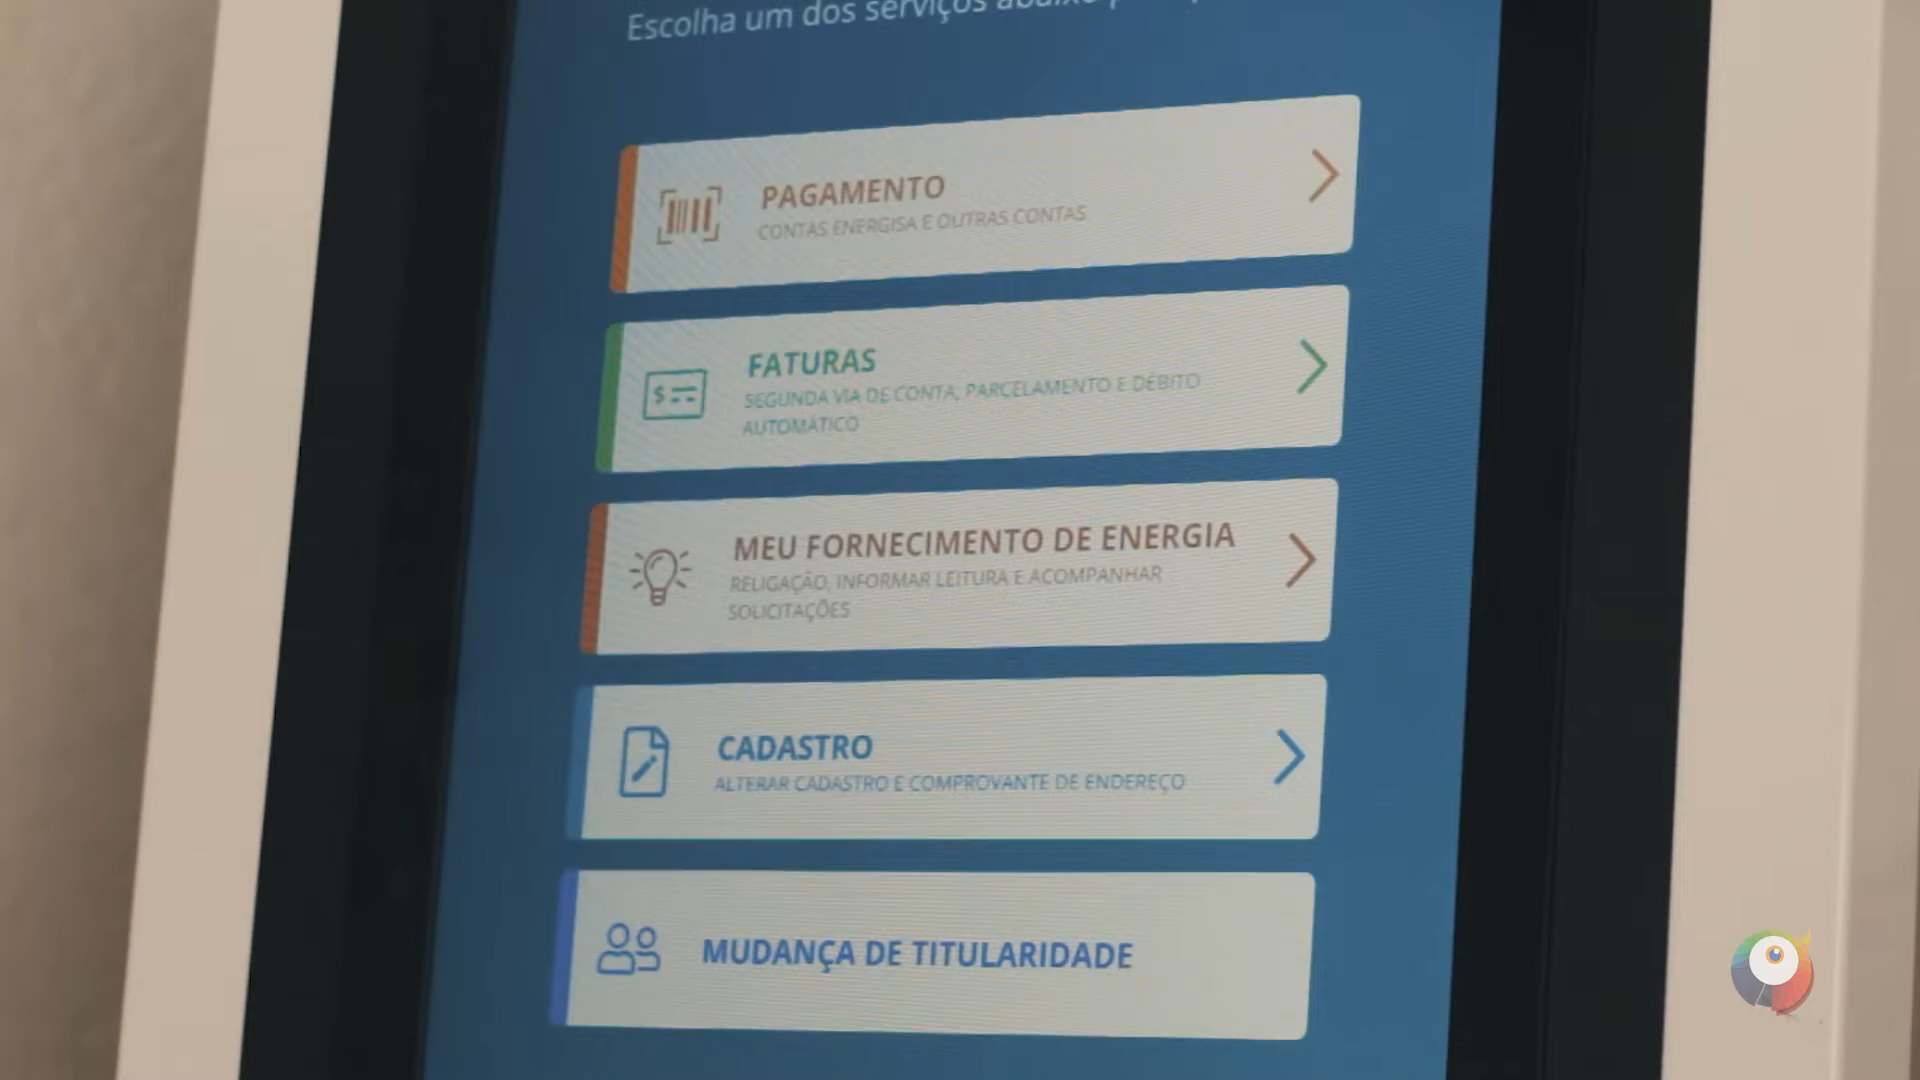 Escolha um dos serviços abaixo
PAGAMENTO
CONTAS ENERGISA E OUTRAS CONTAS
FATURAS
SEGUNDA VIA DE CONTA, PARCELAMENTO E DÉBITO
AUTOMÁTICO
MEU FORNECIMENTO DE ENERGIA
RELIGAÇÃO, INFORMAR LEITURA E ACOMPANHAR
SOLICITAÇÕES
CADASTRO
ALTERAR CADASTRO E COMPROVANTE DE ENDEREÇO
MUDANÇA DE TITULARIDADE